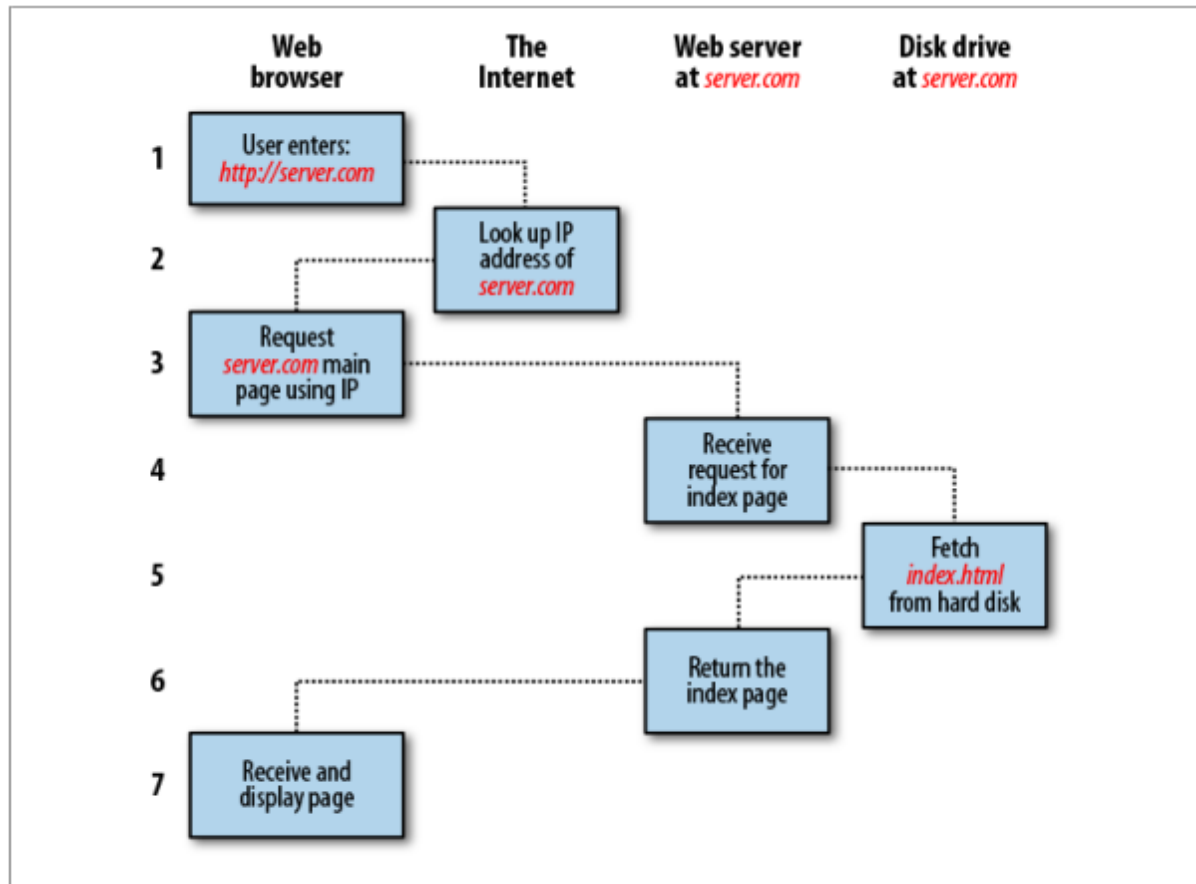 Web
browser
The
Internet
Web server
at server.com
Disk drive
at server.com
1
User enters:
http://server.com
2
Look up IP
address of
server.com
3
Request
server.com main
page using IP
4
Receive
request for
index page
5
Fetch
index.html
from hard disk
6
Return the
index page
7
Receive and
display page